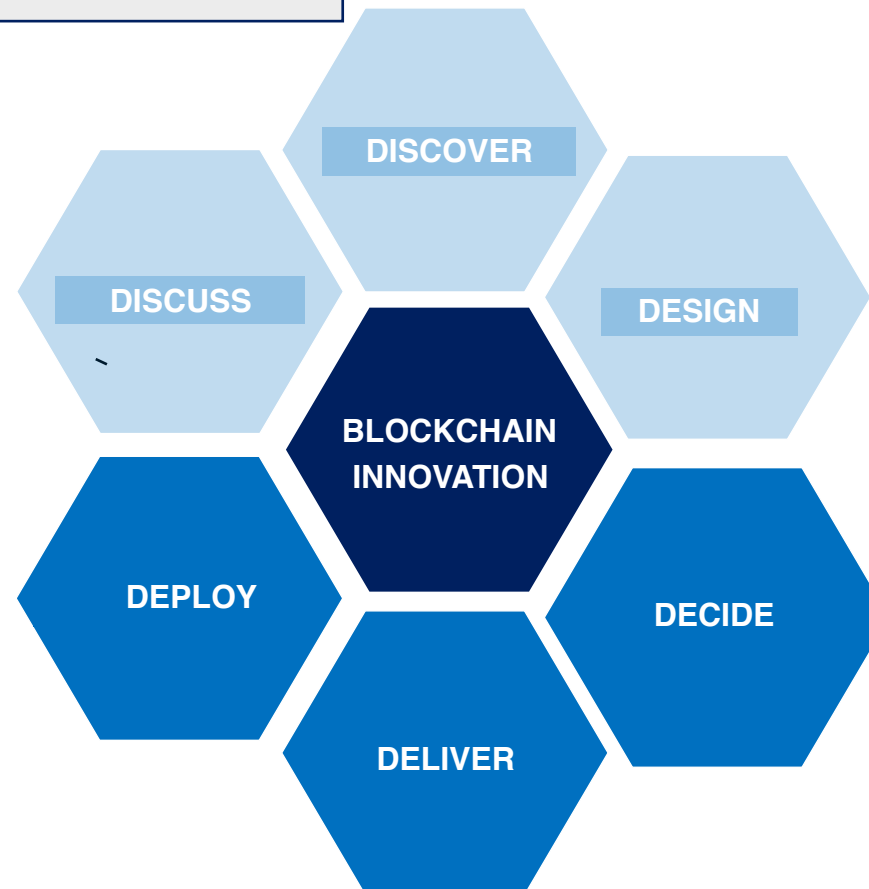 DISCOVER
DISCUSS
DESIGN
BLOCKCHAIN
INNOVATION
DEPLOY
DECIDE
DELIVER